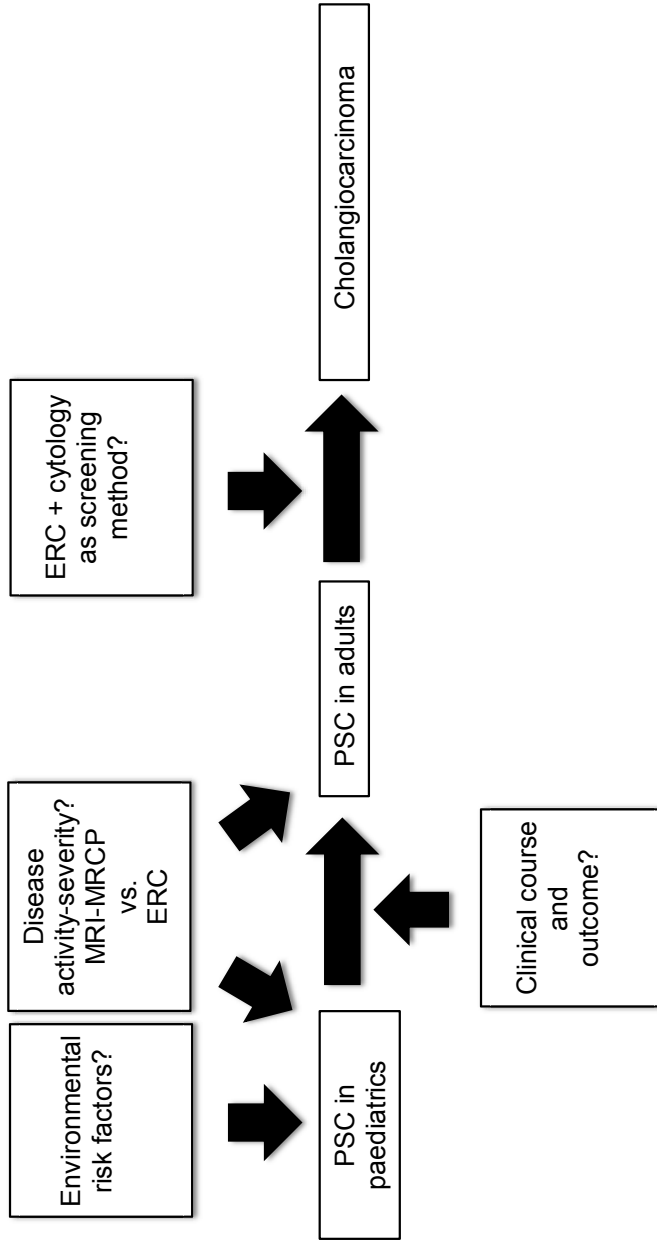 Environmental
risk factors?
Disease
activity-severity?
MRI-MRCP
vs.
ERC
ERC + cytology
as screening
method?
PSC in
paediatrics
PSC in adults
Cholangiocarcinoma
Clinical course
and
outcome?